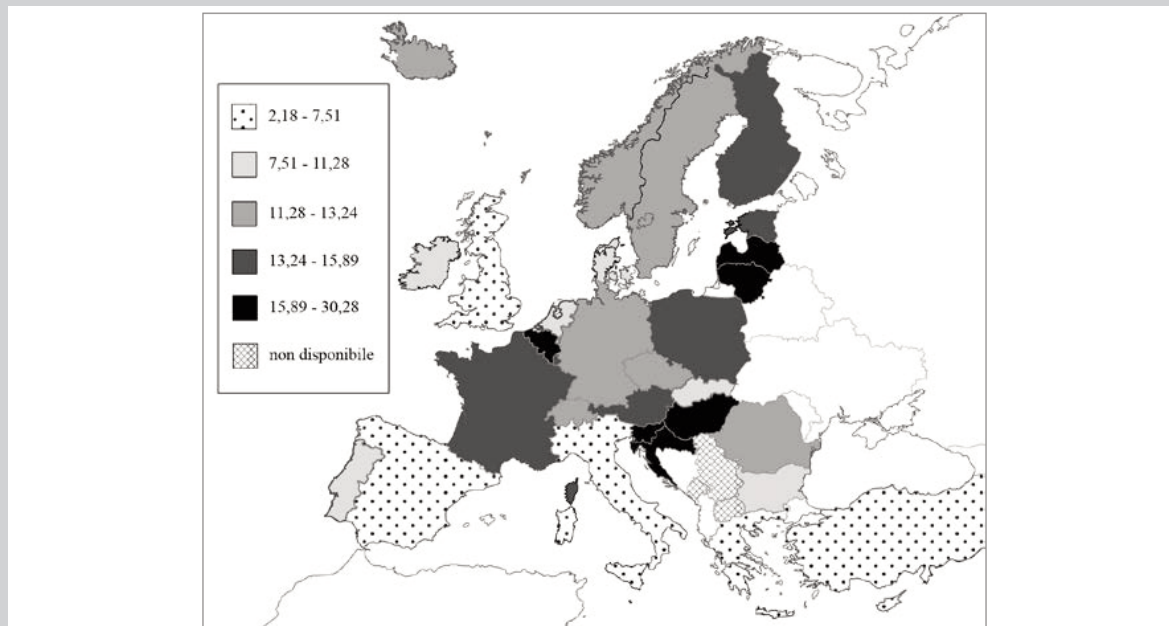 2,18 - 7,51
7,51 - 11,28
11,28 - 13,24
13,24 - 15,89
15,89 - 30,28
non disponibile